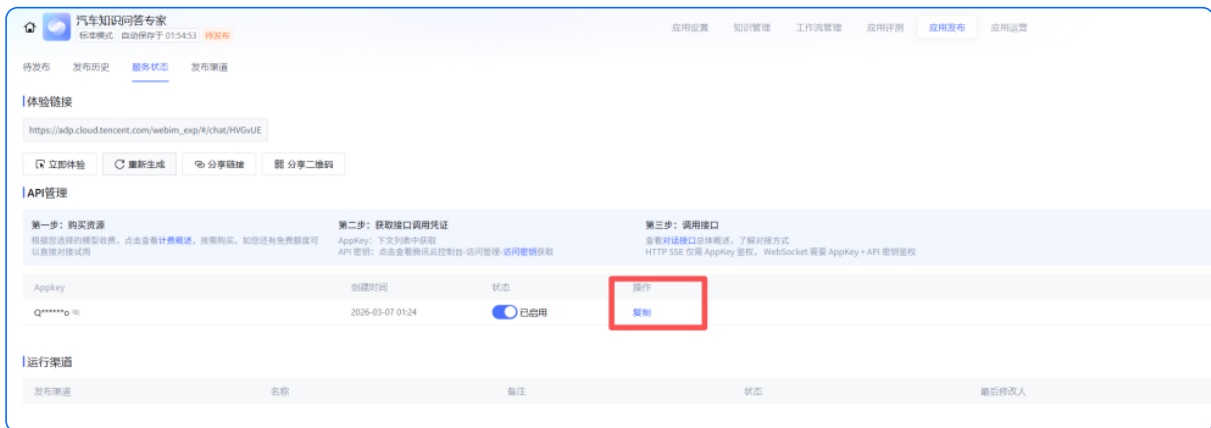 汽车知识问答专家
标准模式 自动保存于 01:54:53 待发布
应用设置 知识管理 工作流管理 应用评测 应用发布 应用运营
待发布 发布历史 服务状态 发布渠道
体验链接
https://adp.cloud.tencent.com/webim_exp/#/chat/HVGvUE
立即体验 重新生成 分享链接 分享二维码
API管理
第一步：购买资源 第二步：获取接口调用凭证 第三步：调用接口
根据您选择的模型收费，点击查看计费概述，按需购买。如您还有免费额度可 AppKey：下文列表中获取 查看对话接口总体概述，了解对接方式
以直接对接试用 API 密钥：点击查看腾讯云控制台-访问管理-访问密钥获取 HTTP SSE 仅需 AppKey 鉴权， WebSocket 需要 AppKey + API 密钥鉴权
Appkey 创建时间 状态 操作
Q******o 2026-03-07 01:24 已启用 复制
运行渠道
发布渠道 名称 备注 状态 最后修改人